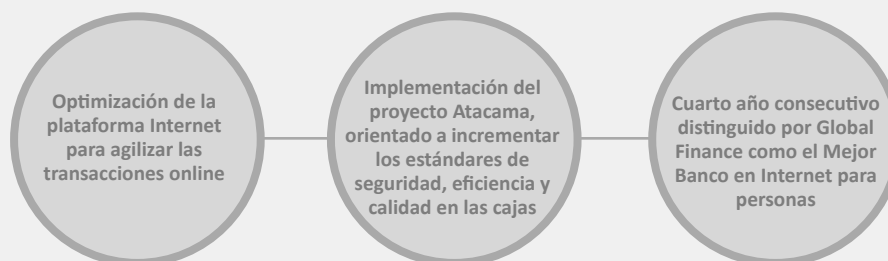 Optimización de la
plataforma Internet
para agilizar las
transacciones online
Implementación del
proyecto Atacama,
orientado a incrementar
los estándares de
seguridad, eficiencia y
calidad en las cajas
Cuarto año consecutivo
distinguido por Global
Finance como el Mejor
Banco en Internet para
personas